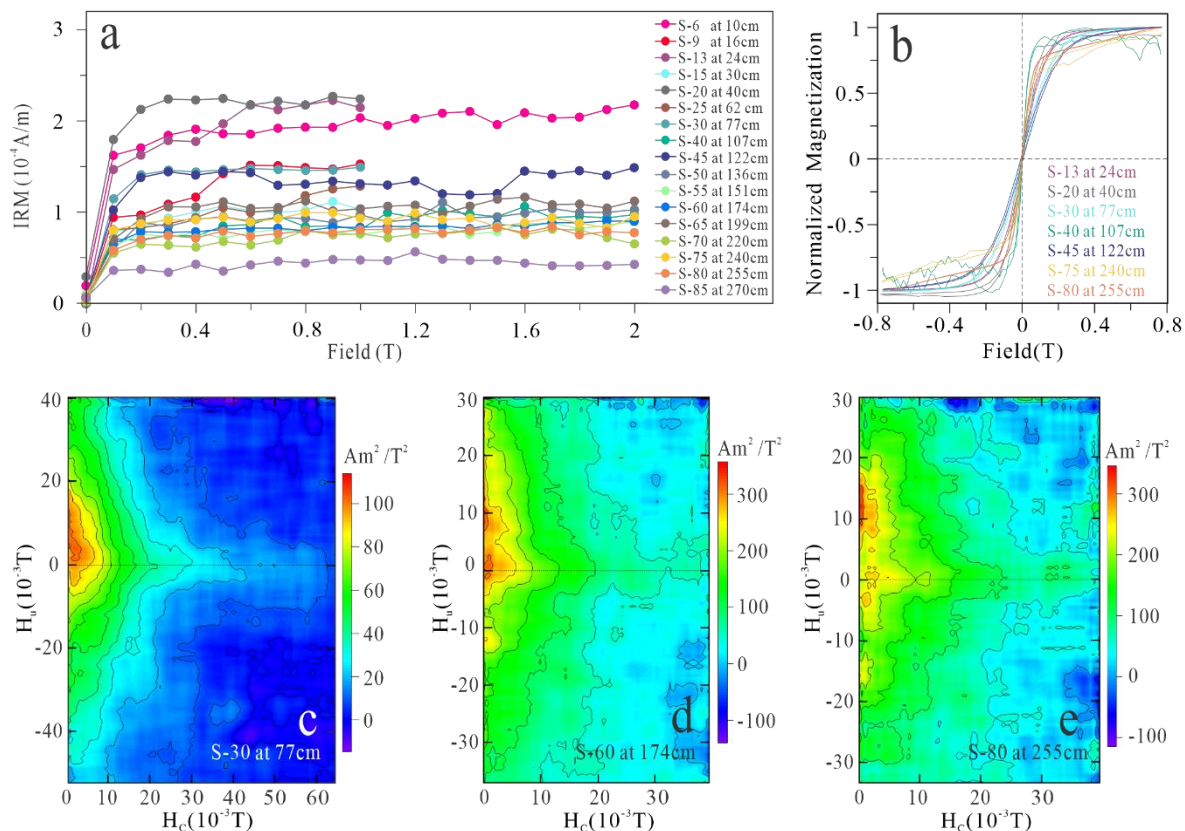 a
IRM (10⁻⁴A/m)
3
2
1
0
0 0.4 0.8 1.2 1.6 2
Field (T)
S-6 at 10cm
S-9 at 16cm
S-13 at 24cm
S-15 at 30cm
S-20 at 40cm
S-25 at 62 cm
S-30 at 77cm
S-40 at 107cm
S-45 at 122cm
S-50 at 136cm
S-55 at 151cm
S-60 at 174cm
S-65 at 199cm
S-70 at 220cm
S-75 at 240cm
S-80 at 255cm
S-85 at 270cm
b
Normalized Magnetization
1
0.5
0
-0.5
-1
-0.8 -0.4 0 0.4 0.8
Field(T)
S-13 at 24cm
S-20 at 40cm
S-30 at 77cm
S-40 at 107cm
S-45 at 122cm
S-75 at 240cm
S-80 at 255cm
Hᵤ(10⁻³T)
40
20
0
-20
-40
0 10 20 30 40 50 60
H_C(10⁻³T)
c
S-30 at 77cm
Am²/T²
100
80
60
40
20
0
Hᵤ(10⁻³T)
30
20
10
0
-10
-20
-30
0 10 20 30
H_C(10⁻³T)
d
S-60 at 174cm
Am²/T²
300
200
100
0
-100
Hᵤ(10⁻³T)
30
20
10
0
-10
-20
-30
0 10 20 30
H_C(10⁻³T)
e
S-80 at 255cm
Am²/T²
300
200
100
0
-100